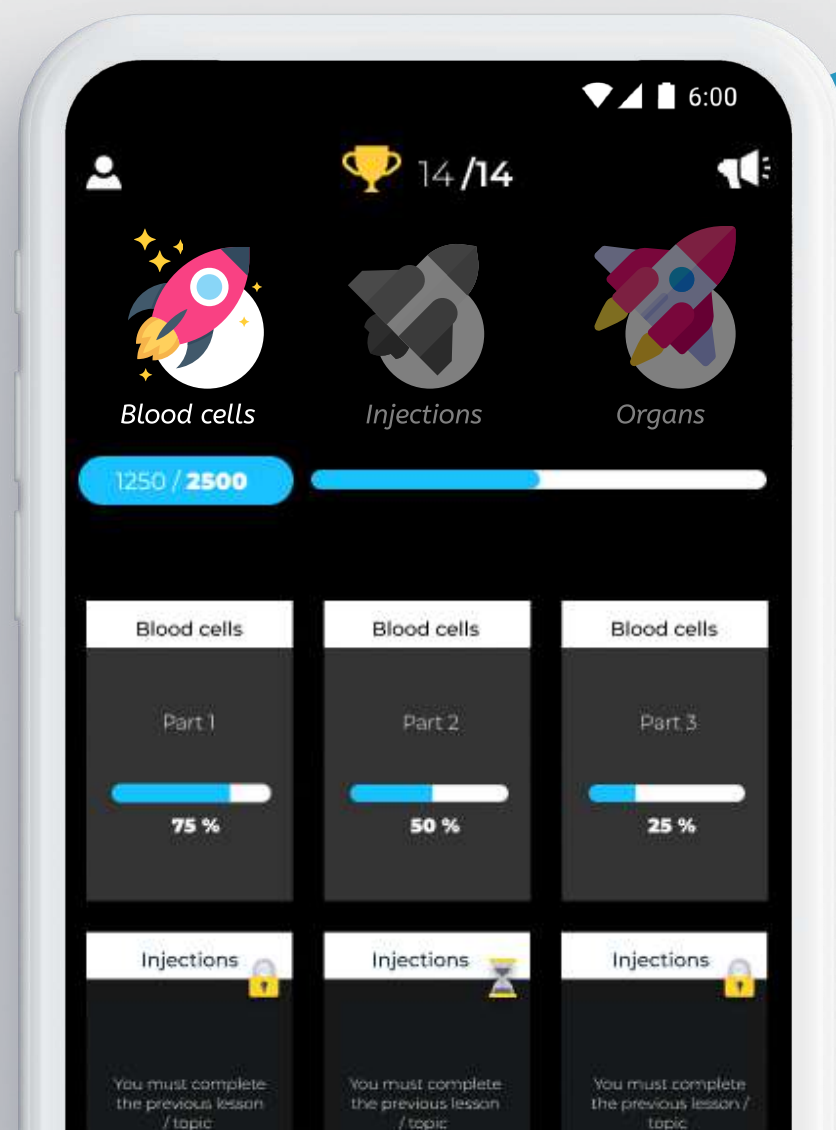 6:00
14/14
Blood cells
Injections
Organs
1250 / 2500
Blood cells
Blood cells
Blood cells
Part 1
Part 2
Part 3
75 %
50 %
25 %
Injections
Injections
Injections
You must complete
the previous lesson
/ topic
You must complete
the previous lesson
/ topic
You must complete
the previous lesson /
topic